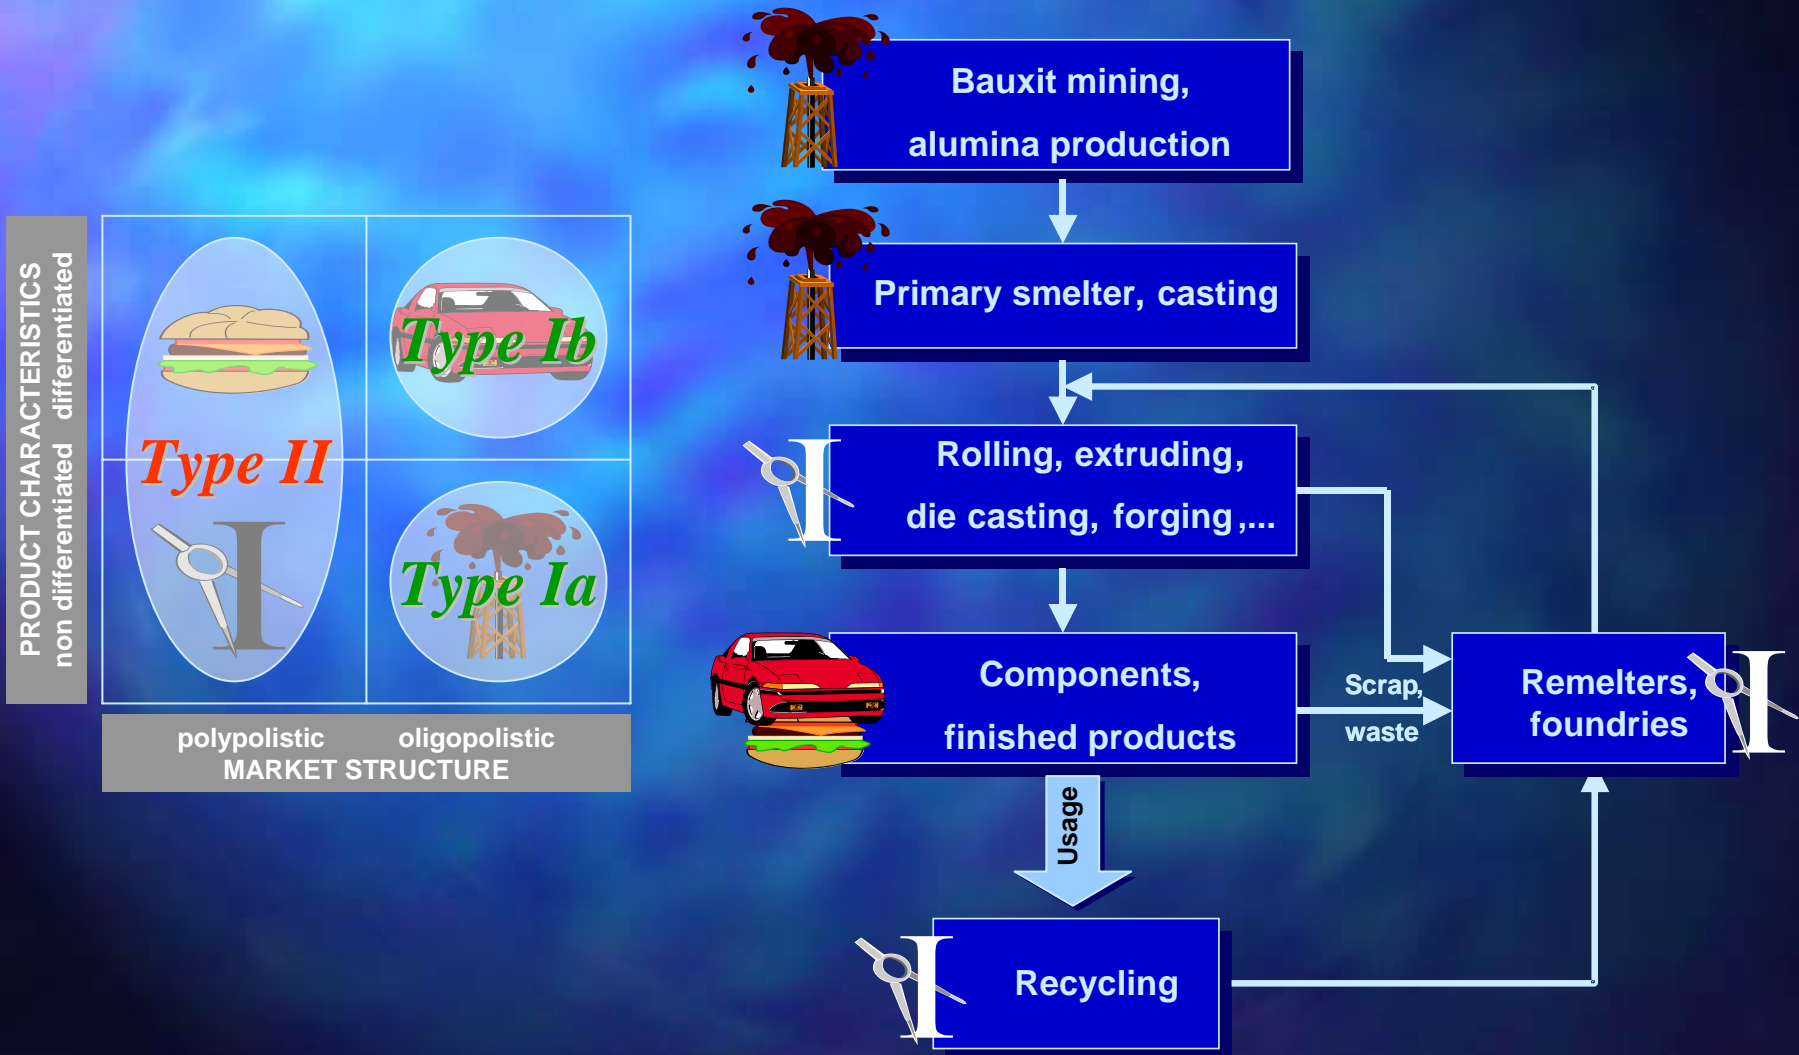 PRODUCT CHARACTERISTICS
non differentiated differentiated
Type II
Type Ib
Type Ia
polypolistic oligopolistic
MARKET STRUCTURE
Bauxit mining,
alumina production
Primary smelter, casting
Rolling, extruding,
die casting, forging,...
Components,
finished products
Scrap,
waste
Remelters,
foundries
Usage
Recycling